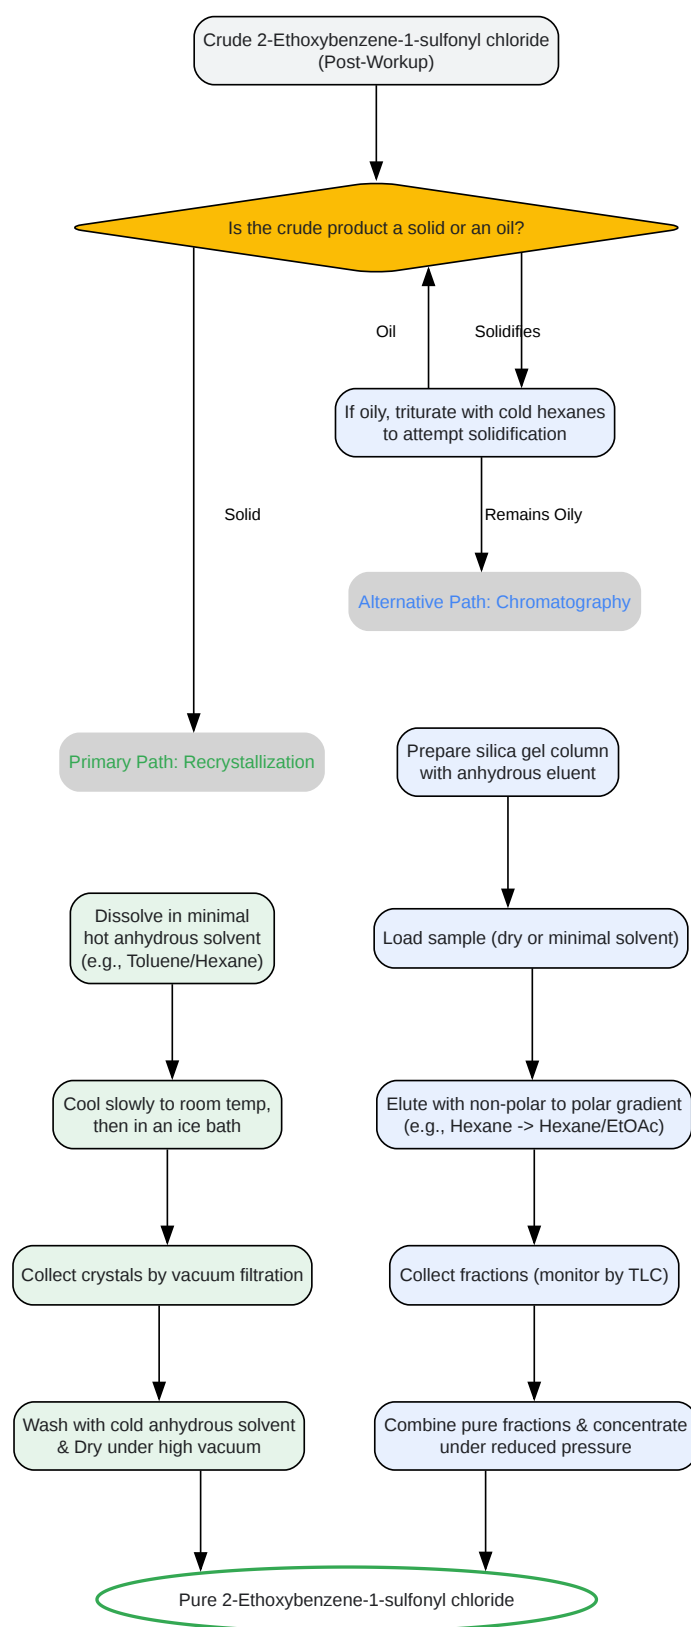 Crude 2-Ethoxybenzene-1-sulfonyl chloride
(Post-Workup)
Is the crude product a solid or an oil?
Oil
Solidifies
If oily, triturate with cold hexanes
to attempt solidification
Solid
Remains Oily
Alternative Path: Chromatography
Primary Path: Recrystallization
Prepare silica gel column
with anhydrous eluent
Dissolve in minimal
hot anhydrous solvent
(e.g., Toluene/Hexane)
Load sample (dry or minimal solvent)
Cool slowly to room temp,
then in an ice bath
Elute with non-polar to polar gradient
(e.g., Hexane -> Hexane/EtOAc)
Collect crystals by vacuum filtration
Collect fractions (monitor by TLC)
Wash with cold anhydrous solvent
& Dry under high vacuum
Combine pure fractions & concentrate
under reduced pressure
Pure 2-Ethoxybenzene-1-sulfonyl chloride